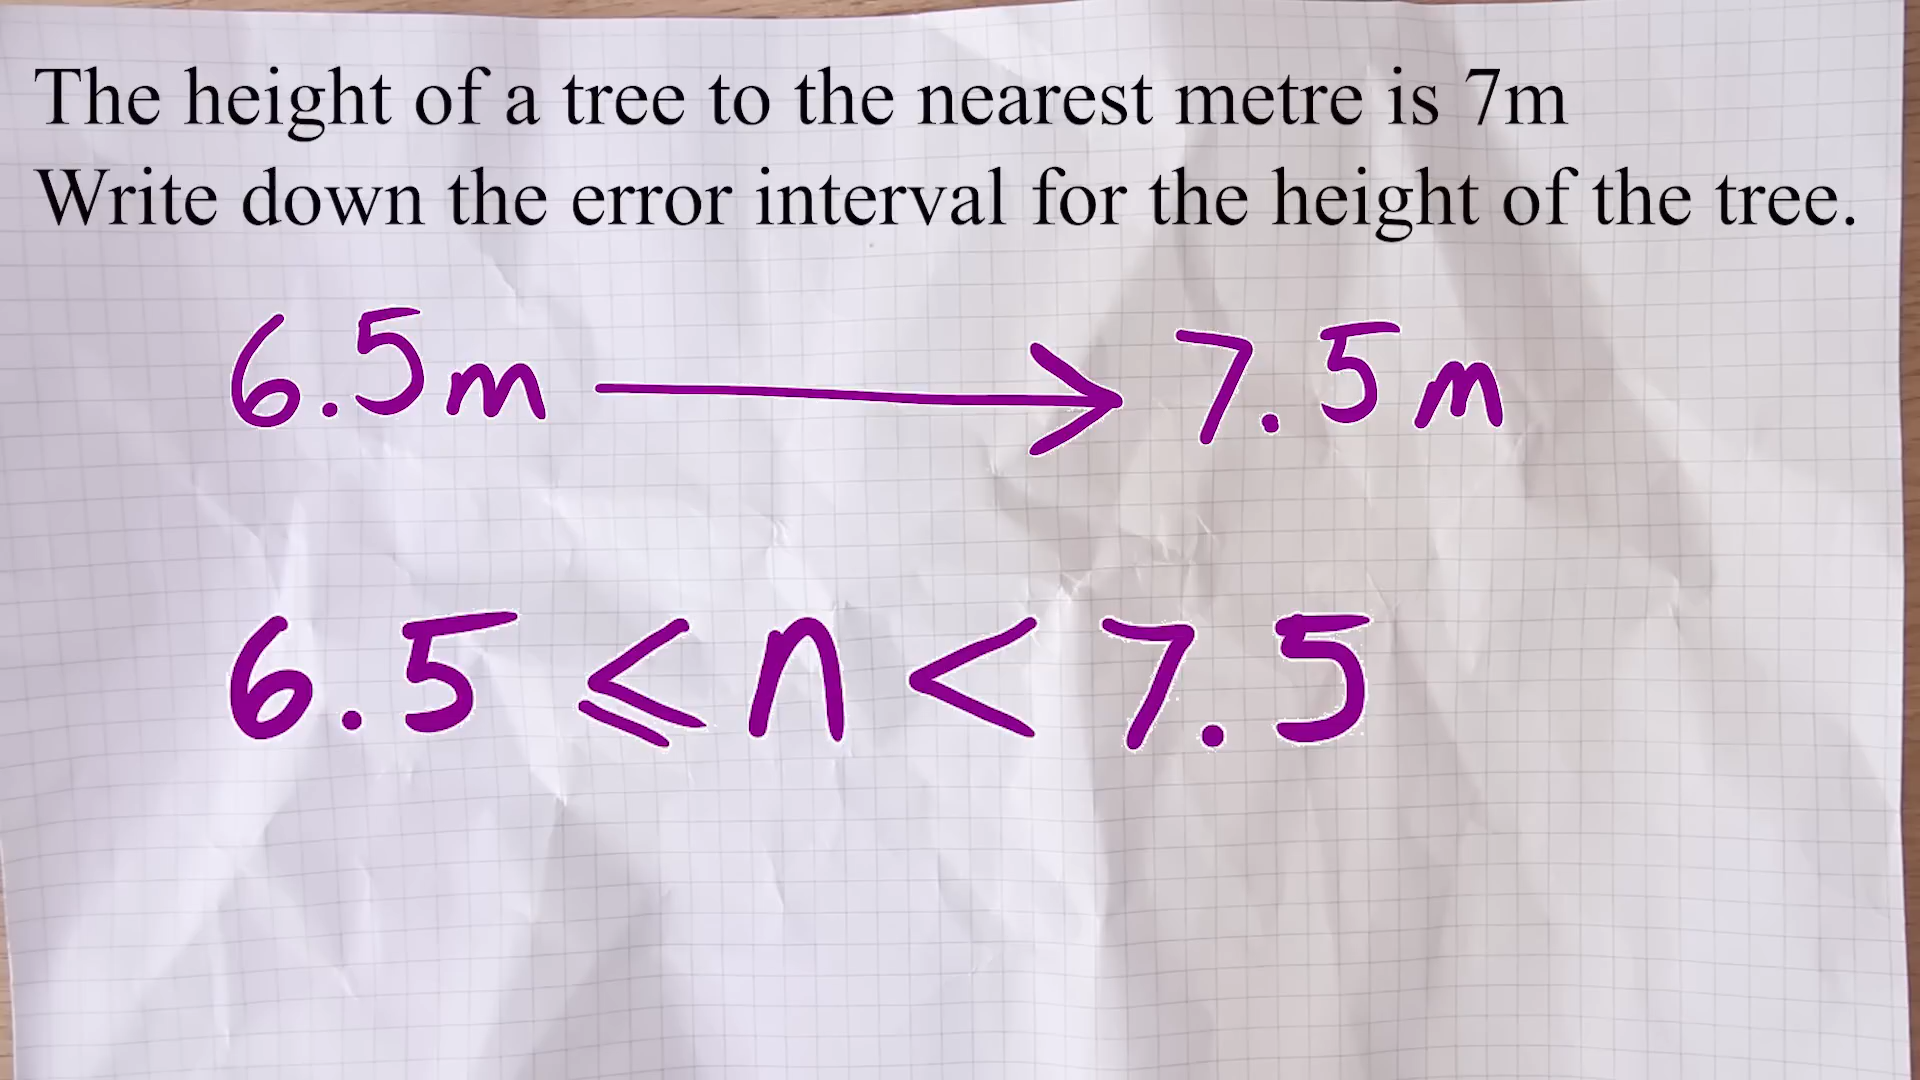 The height of a tree to the nearest metre is 7m
Write down the error interval for the height of the tree.
6.5m → 7.5m
6.5 ≤ n < 7.5